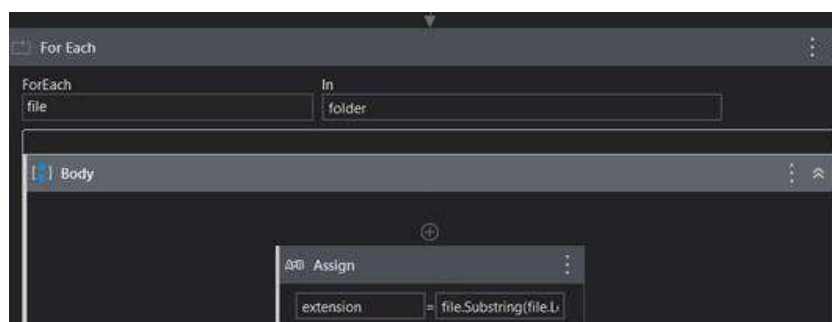 For Each
ForEach In
file folder
Body
Assign
extension = file.Substring(file.L